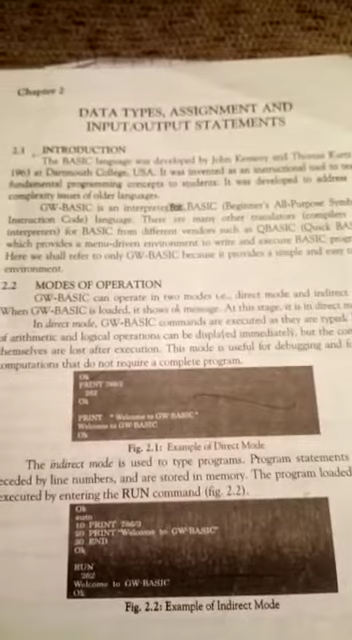 Chapter 2
DATA TYPES, ASSIGNMENT AND
INPUT/OUTPUT STATEMENTS
2.1 INTRODUCTION
The BASIC language was developed by John Kemeny and Thomas
1963 at Dartmouth College, USA. It was invented as an instructional tool to
fundamental programming concepts to students. It was developed to address
complexity issues of older languages.
GW-BASIC is an interpreter for BASIC (Beginner's All-Purpose
Instruction Code) language. There are many other translators (compilers
interpreters) for BASIC from different vendors such as QBASIC (Quick
which provides a menu-driven environment to write and execute BASIC
Here we shall refer to only GW-BASIC because it provides a simple and easy
environment.
2.2 MODES OF OPERATION
GW-BASIC can operate in two modes i.e., direct mode and indirect
When GW-BASIC is loaded, it shows ok message. At this stage, it is in direct
In direct mode, GW-BASIC commands are executed as they are typed.
of arithmetic and logical operations can be displayed immediately, but the
themselves are lost after execution. This mode is useful for debugging and
omputations that do not require a complete program.
Ok
PRINT 786/3
262
Ok
PRINT "Welcome to GW-BASIC"
Welcome to GW-BASIC
Ok
Fig. 2.1: Example of Direct Mode
The indirect mode is used to type programs. Program statements
eceded by line numbers, and are stored in memory. The program loaded
executed by entering the RUN command (fig. 2.2).
Ok
auto
10 PRINT 786/3
20 PRINT "Welcome to GW-BASIC"
30 END
Ok
RUN
262
Welcome to GW-BASIC
Ok
Fig. 2.2: Example of Indirect Mode